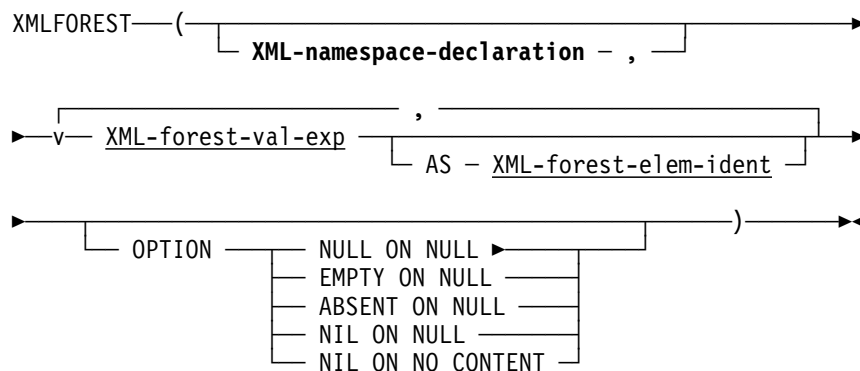 XMLFOREST ( 
XML-namespace-declaration ,
,
v XML-forest-val-exp
AS XML-forest-elem-ident
OPTION NULL ON NULL )
EMPTY ON NULL
ABSENT ON NULL
NIL ON NULL
NIL ON NO CONTENT